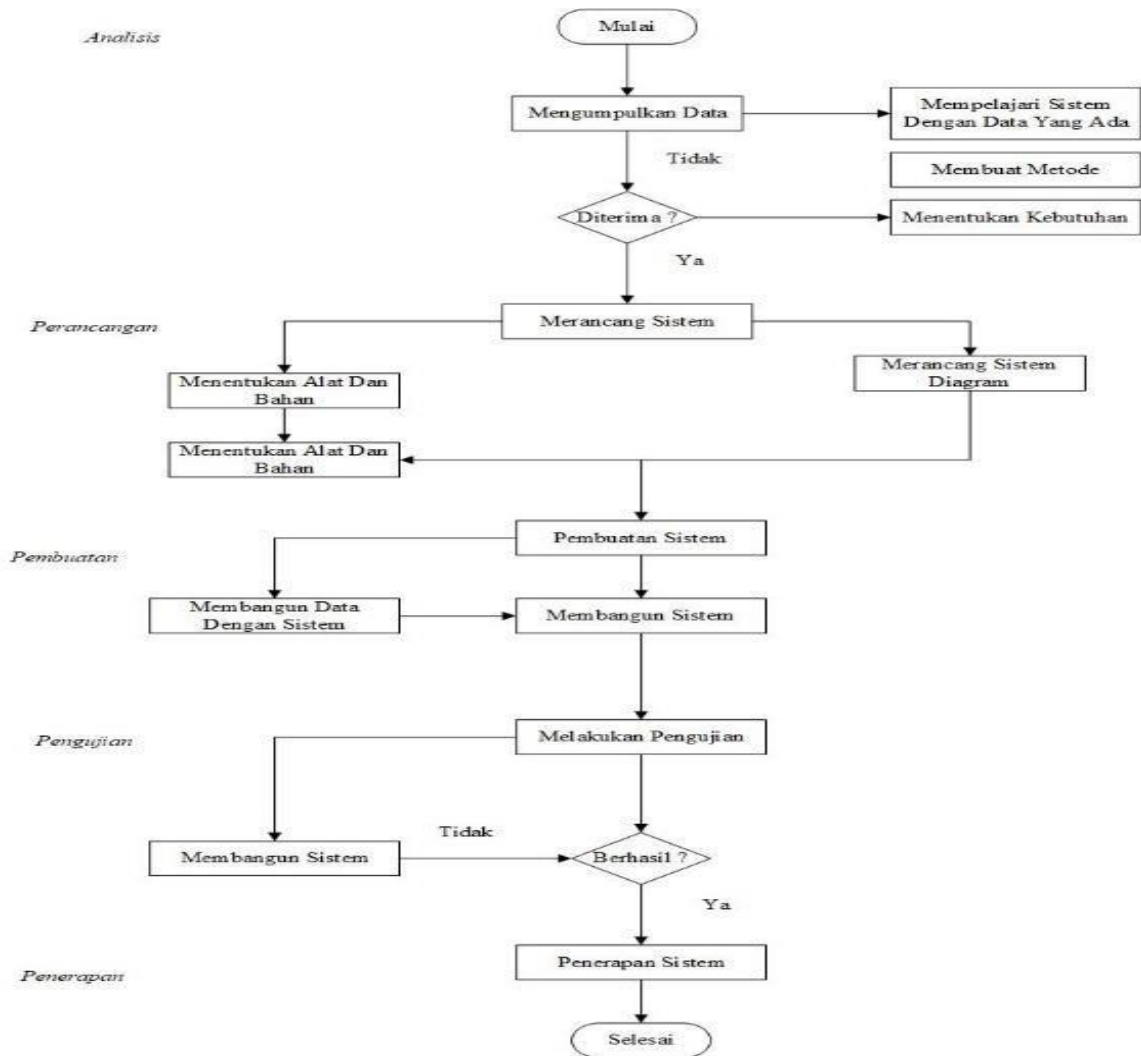 Mulai
Analisis
Mengumpulkan Data
Mempelajari Sistem
Dengan Data Yang Ada
Tidak
Membuat Metode
Diterima ?
Menentukan Kebutuhan
Ya
Perancangan
Merancang Sistem
Menentukan Alat Dan
Bahan
Merancang Sistem
Diagram
Menentukan Alat Dan
Bahan
Pembuatan
Pembuatan Sistem
Membangun Data
Dengan Sistem
Membangun Sistem
Pengujian
Melakukan Pengujian
Tidak
Membangun Sistem
Berhasil ?
Ya
Penerapan
Penerapan Sistem
Selesai